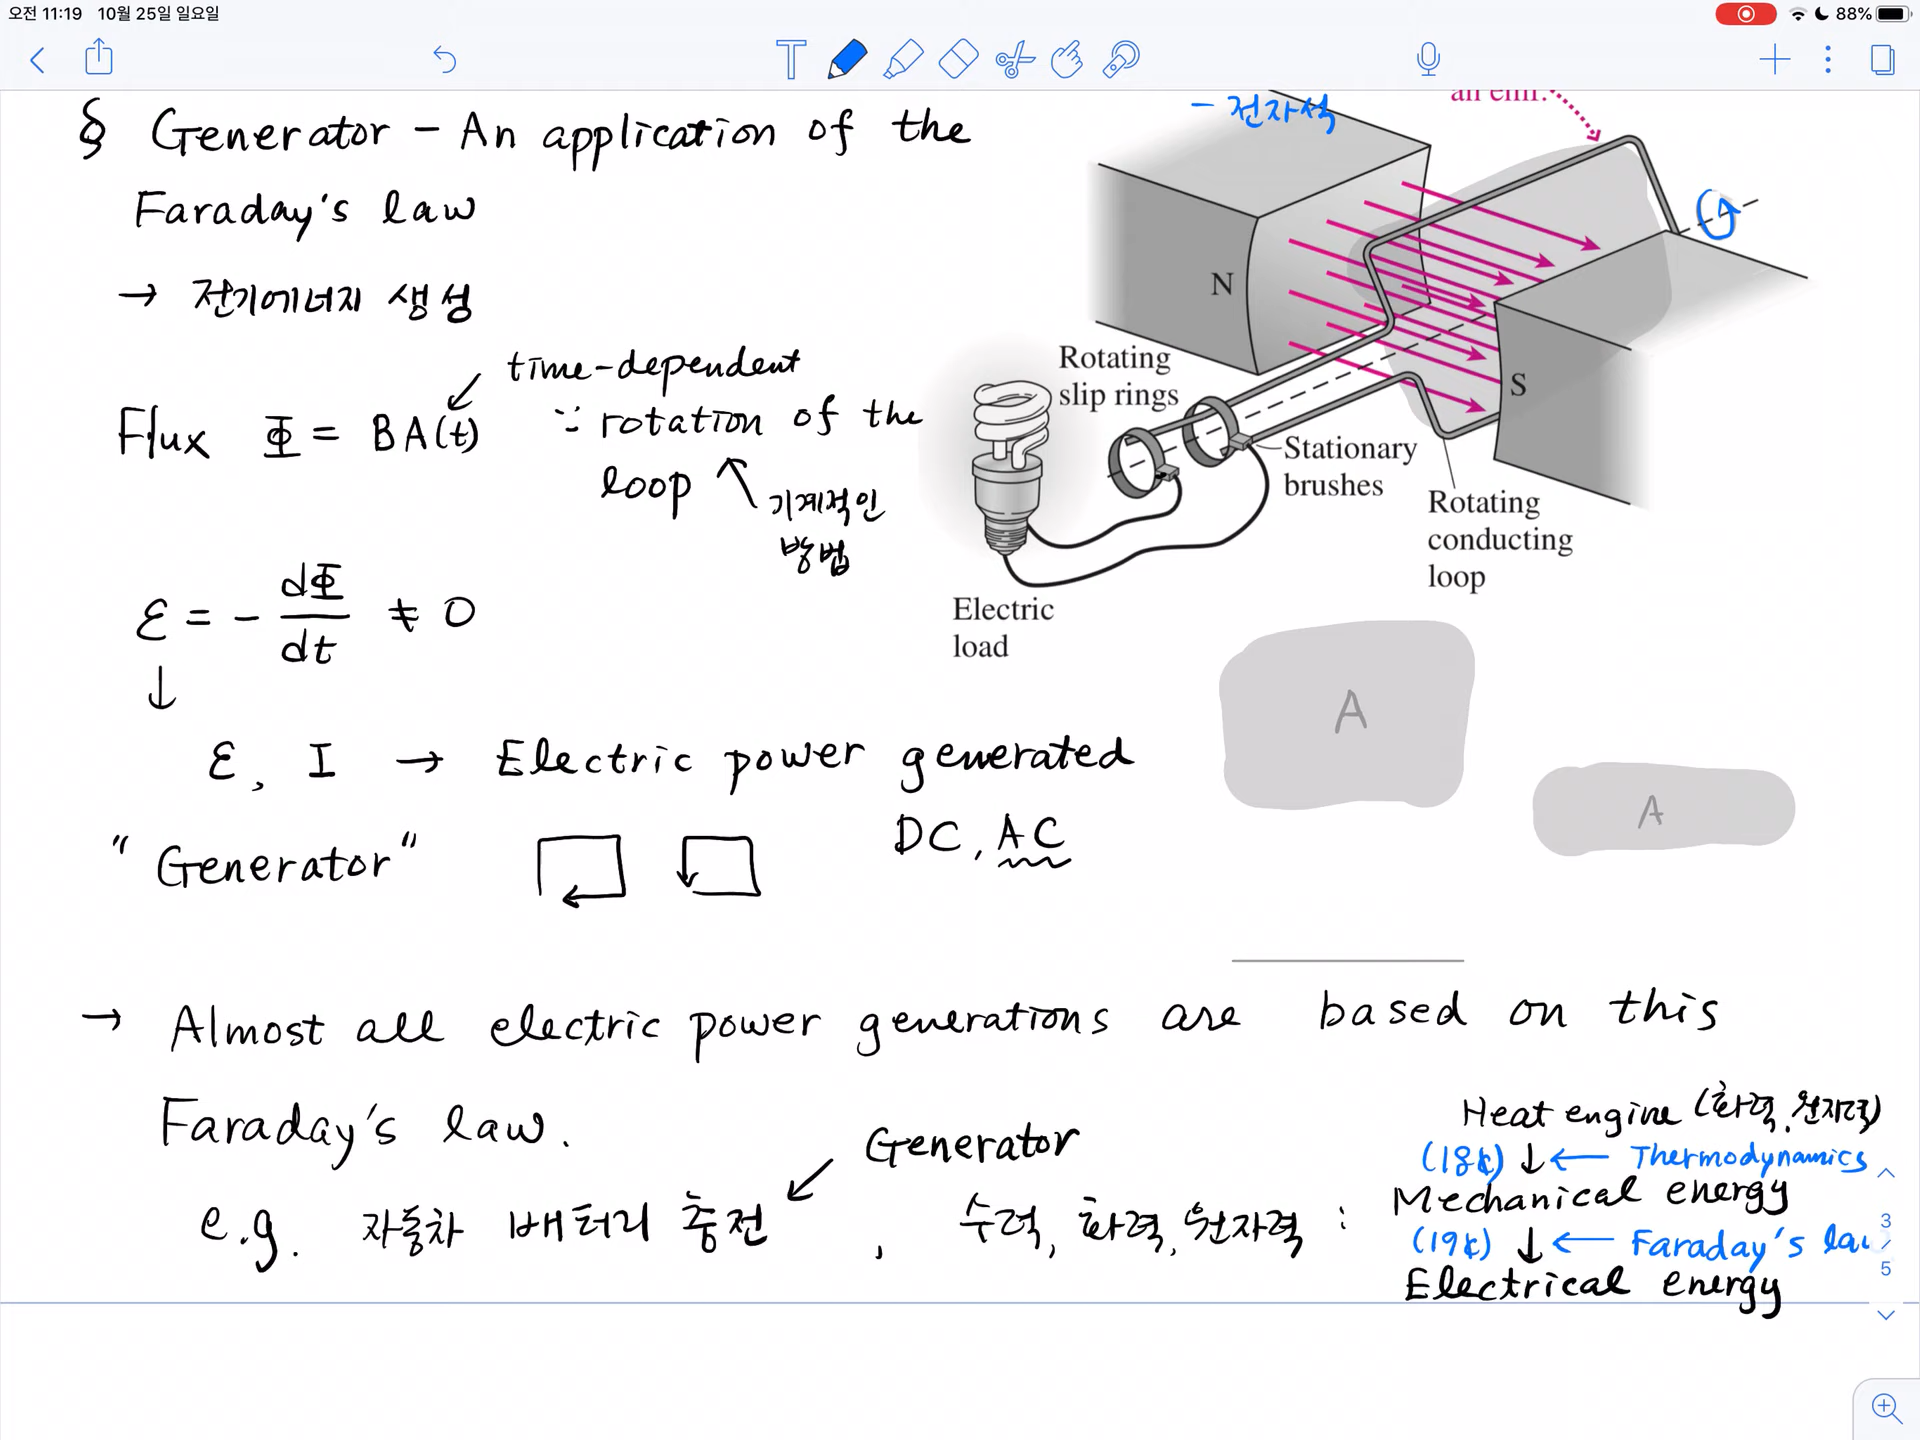 오전 11:19 10월 25일 일요일
88%
- 전자석
an emf.
§ Generator - An application of the
Faraday's law
→ 전기에너지 생성
N
S
Rotating
slip rings
Stationary
brushes
Rotating
conducting
loop
Electric
load
time-dependent
Flux Φ = BA(t) ∵ rotation of the
loop
기계적인
방법
ε = - dΦ/dt ≠ 0
↓
A
A
ε, I → Electric power generated
DC, AC
"Generator"
→ Almost all electric power generations are based on this
Faraday's law.
Generator
e.g. 자동차 배터리 충전, 수력, 화력, 원자력 :
Heat engine (화력, 원자력)
(18c) ↓ ← Thermodynamics
Mechanical energy
(19c) ↓ ← Faraday's law
Electrical energy
3
5